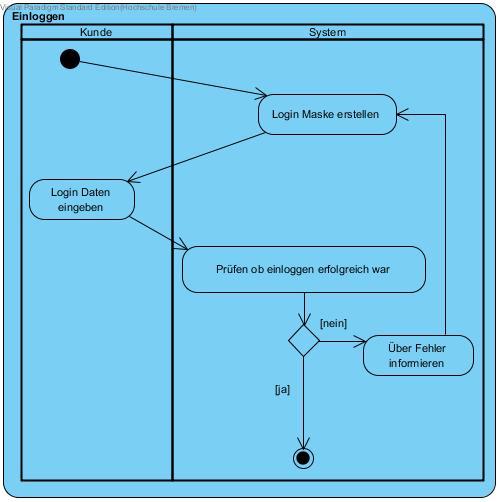 Visual Paradigm Standard Edition(Hochschule Bremen)
Einloggen
Kunde
System
Login Maske erstellen
Login Daten
eingeben
Prüfen ob einloggen erfolgreich war
[nein]
Über Fehler
informieren
[ja]